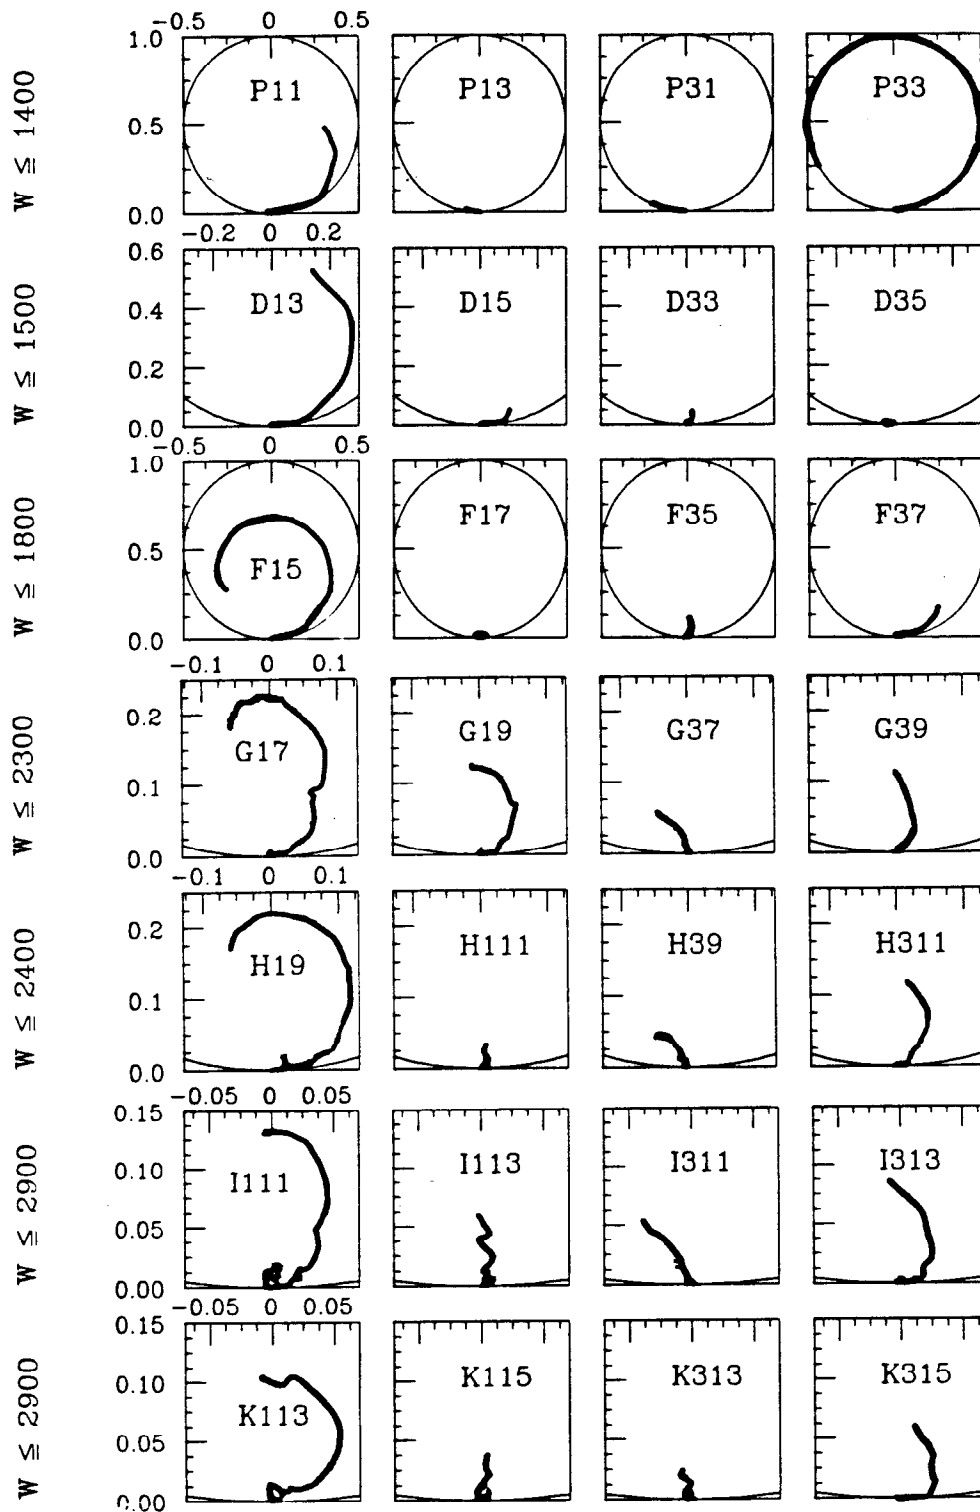 -0.5 0 0.5
W ≤ 1400
1.0
0.5
0.0
P11 P13 P31 P33
-0.2 0 0.2
W ≤ 1500
0.6
0.4
0.2
0.0
D13 D15 D33 D35
-0.5 0 0.5
W ≤ 1800
1.0
0.5
0.0
F15 F17 F35 F37
-0.1 0 0.1
W ≤ 2300
0.2
0.1
0.0
G17 G19 G37 G39
-0.1 0 0.1
W ≤ 2400
0.2
0.1
0.0
H19 H111 H39 H311
-0.05 0 0.05
W ≤ 2900
0.15
0.10
0.05
0.00
I111 I113 I311 I313
-0.05 0 0.05
W ≤ 2900
0.15
0.10
0.05
0.00
K113 K115 K313 K315